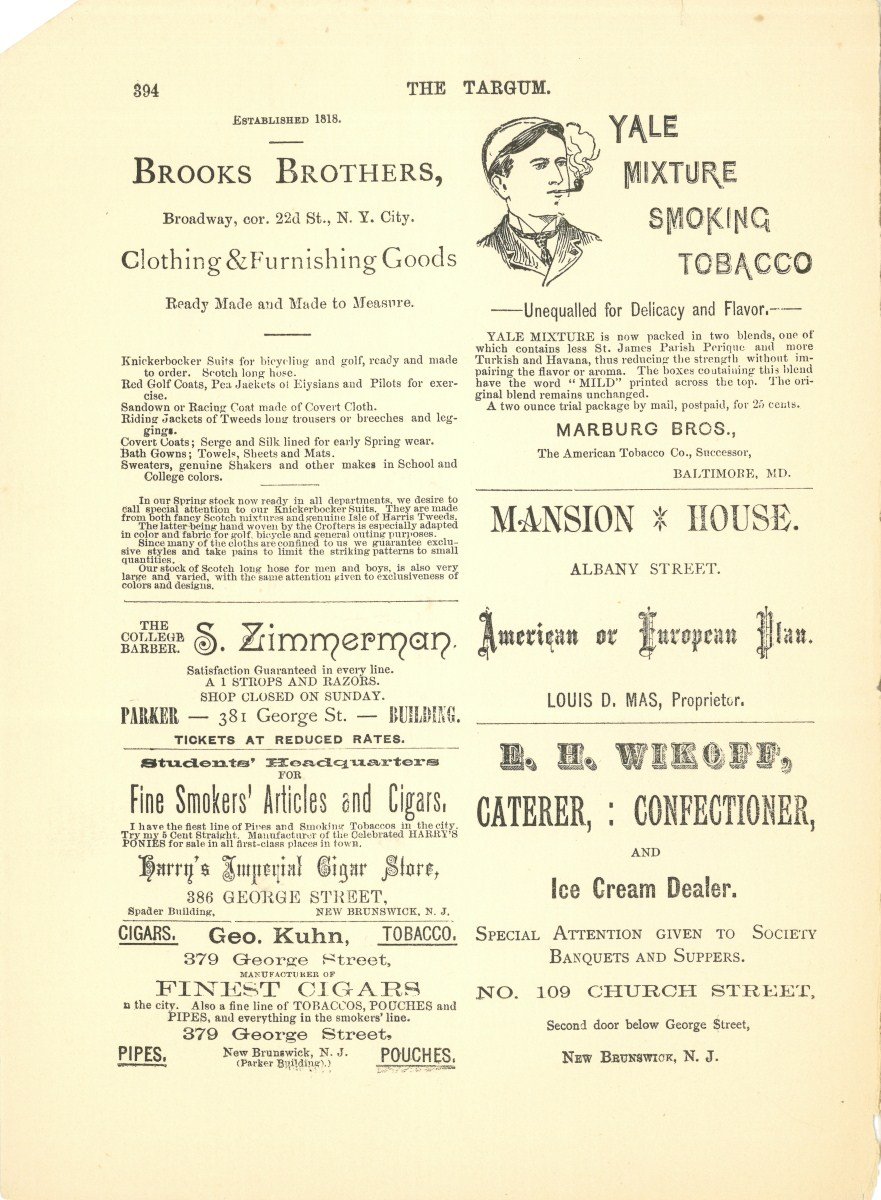 394
THE TARGUM.
ESTABLISHED 1818.
BROOKS BROTHERS,
Broadway, cor. 22d St., N. Y. City.
Clothing & Furnishing Goods
Ready Made and Made to Measure.
Knickerbocker Suits for bicycling and golf, ready and made
to order. Scotch long hose.
Red Golf Coats, Pea Jackets of Elysians and Pilots for exer-
cise.
Sandown or Racing Coat made of Covert Cloth.
Riding Jackets of Tweeds long trousers or breeches and leg-
gings.
Covert Coats; Serge and Silk lined for early Spring wear.
Bath Gowns; Towels, Sheets and Mats.
Sweaters, genuine Shakers and other makes in School and
College colors.
In our Spring stock now ready in all departments, we desire to
call special attention to our Knickerbocker Suits. They are made
from both fancy Scotch mixtures and genuine Isle of Harris Tweeds.
The latter being hand woven by the Crofters is especially adapted
in color and fabric for golf, bicycle and general outing purposes.
Since many of the cloths are confined to us we guarantee exclu-
sive styles and take pains to limit the striking patterns to small
quantities.
Our stock of Scotch long hose for men and boys, is also very
large and varied, with the same attention given to exclusiveness of
colors and designs.
THE
COLLEGE
BARBER.
S. Zimmerman.
Satisfaction Guaranteed in every line.
A 1 STROPS AND RAZORS.
SHOP CLOSED ON SUNDAY.
PARKER — 381 George St. — BUILDING.
TICKETS AT REDUCED RATES.
Students' Headquarters
FOR
Fine Smokers' Articles and Cigars,
I have the fiest line of Pipes and Smoking Tobaccos in the city.
Try my 5 Cent Straight. Manufacturer of the Celebrated HARRY'S
PONIES for sale in all first-class places in town.
Harry's Imperial Cigar Store,
386 GEORGE STREET,
Spader Building, NEW BRUNSWICK, N. J.
CIGARS. Geo. Kuhn, TOBACCO.
379 George Street,
MANUFACTURER OF
FINEST CIGARS
n the city. Also a fine line of TOBACCOS, POUCHES and
PIPES, and everything in the smokers' line.
379 George Street,
PIPES. New Brunswick, N. J. POUCHES.
(Parker Building).)
YALE
MIXTURE
SMOKING
TOBACCO
—Unequalled for Delicacy and Flavor.—
YALE MIXTURE is now packed in two blends, one of
which contains less St. James Parish Perique and more
Turkish and Havana, thus reducing the strength without im-
pairing the flavor or aroma. The boxes containing this blend
have the word "MILD" printed across the top. The ori-
ginal blend remains unchanged.
A two ounce trial package by mail, postpaid, for 25 cents.
MARBURG BROS.,
The American Tobacco Co., Successor,
BALTIMORE, MD.
MANSION * HOUSE.
ALBANY STREET.
American or European Plan.
LOUIS D. MAS, Proprietor.
E. H. WIKOFF,
CATERER, : CONFECTIONER,
AND
Ice Cream Dealer.
SPECIAL ATTENTION GIVEN TO SOCIETY
BANQUETS AND SUPPERS.
NO. 109 CHURCH STREET,
Second door below George Street,
NEW BRUNSWICK, N. J.